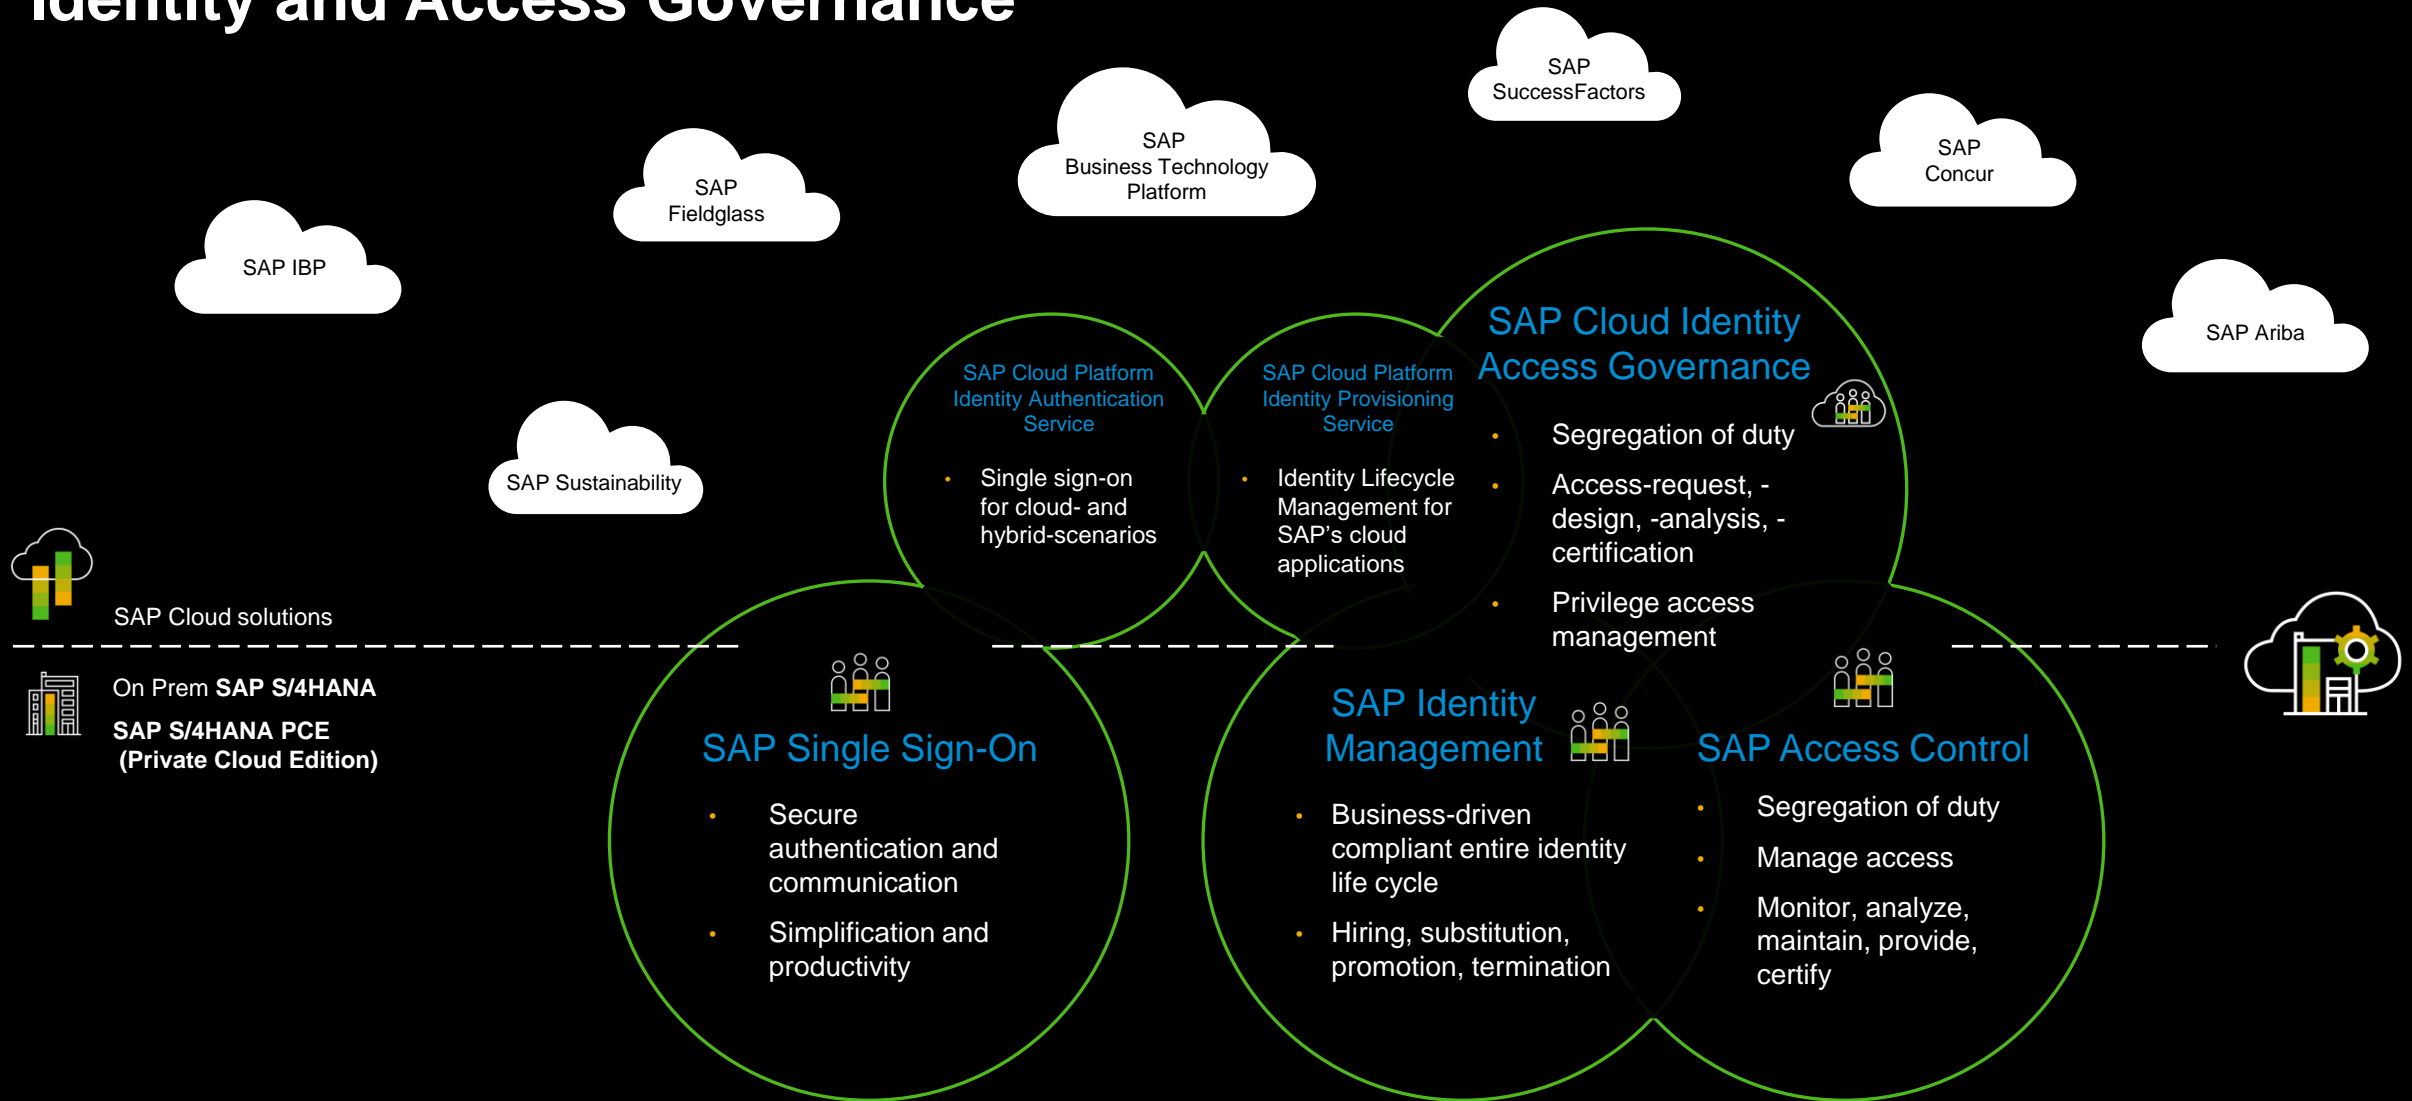 Identity and Access Governance
SAP
SuccessFactors
SAP
Business Technology
Platform
SAP
Concur
SAP
Fieldglass
SAP IBP
SAP Ariba
SAP Sustainability
SAP Cloud Platform
Identity Authentication
Service
• Single sign-on
for cloud- and
hybrid-scenarios
SAP Cloud Platform
Identity Provisioning
Service
• Identity Lifecycle
Management for
SAP’s cloud
applications
SAP Cloud Identity
Access Governance
• Segregation of duty
• Access-request, -
design, -analysis, -
certification
• Privilege access
management
SAP Cloud solutions
On Prem SAP S/4HANA
SAP S/4HANA PCE
(Private Cloud Edition)
SAP Single Sign-On
• Secure
authentication and
communication
• Simplification and
productivity
SAP Identity
Management
• Business-driven
compliant entire identity
life cycle
• Hiring, substitution,
promotion, termination
SAP Access Control
• Segregation of duty
• Manage access
• Monitor, analyze,
maintain, provide,
certify